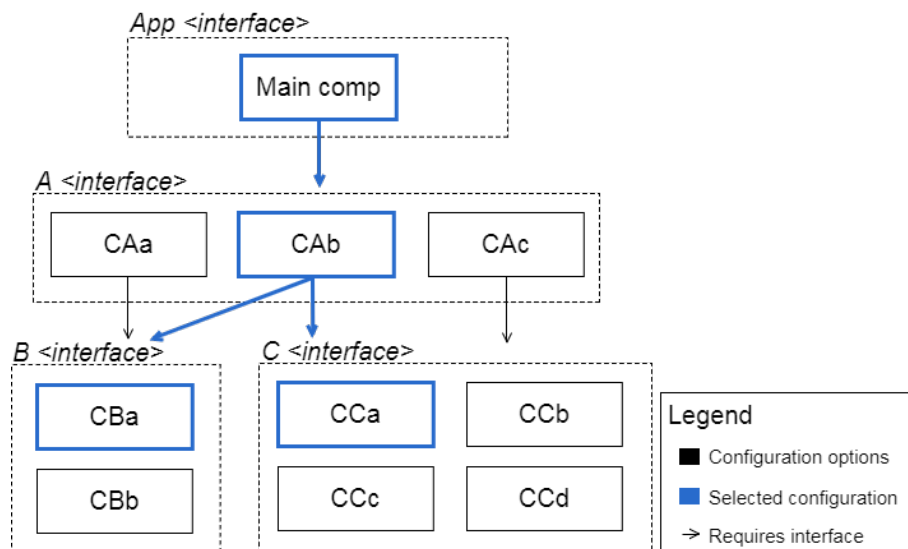 App <interface>
Main comp
A <interface>
CAa CAb CAc
B <interface> C <interface>
CBa CCa CCb
CBb CCc CCd
Legend
Configuration options
Selected configuration
Requires interface